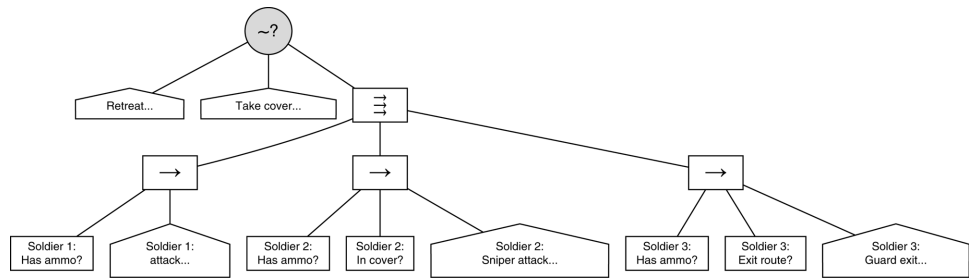 ~?
Retreat...
Take cover...
→
→
→
→
→
→
Soldier 1:
Has ammo?
Soldier 1:
attack...
Soldier 2:
Has ammo?
Soldier 2:
In cover?
Soldier 2:
Sniper attack...
Soldier 3:
Has ammo?
Soldier 3:
Exit route?
Soldier 3:
Guard exit...